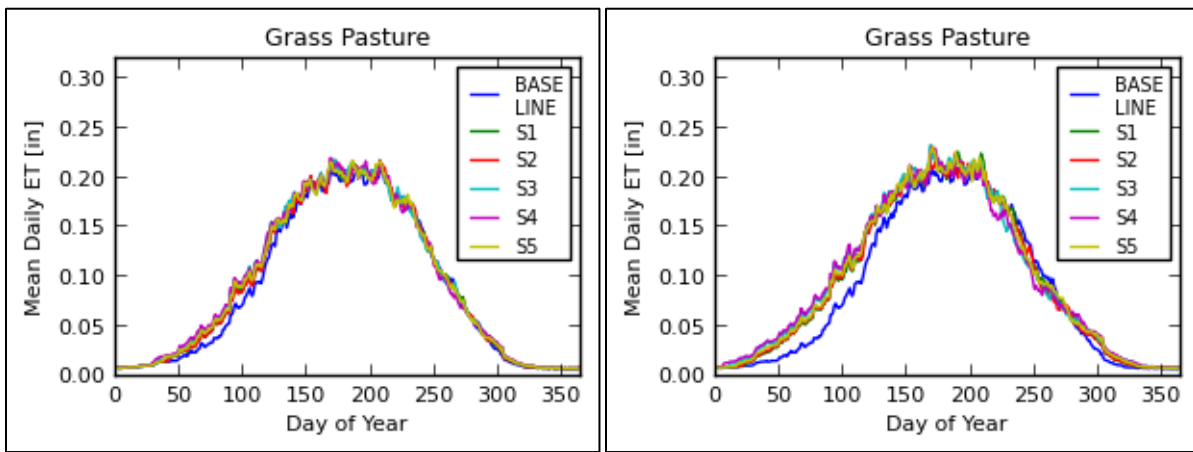 Grass Pasture
Mean Daily ET [in]
0.30
0.25
0.20
0.15
0.10
0.05
0.00
BASE
LINE
S1
S2
S3
S4
S5
0 50 100 150 200 250 300 350
Day of Year
Grass Pasture
Mean Daily ET [in]
0.30
0.25
0.20
0.15
0.10
0.05
0.00
BASE
LINE
S1
S2
S3
S4
S5
0 50 100 150 200 250 300 350
Day of Year